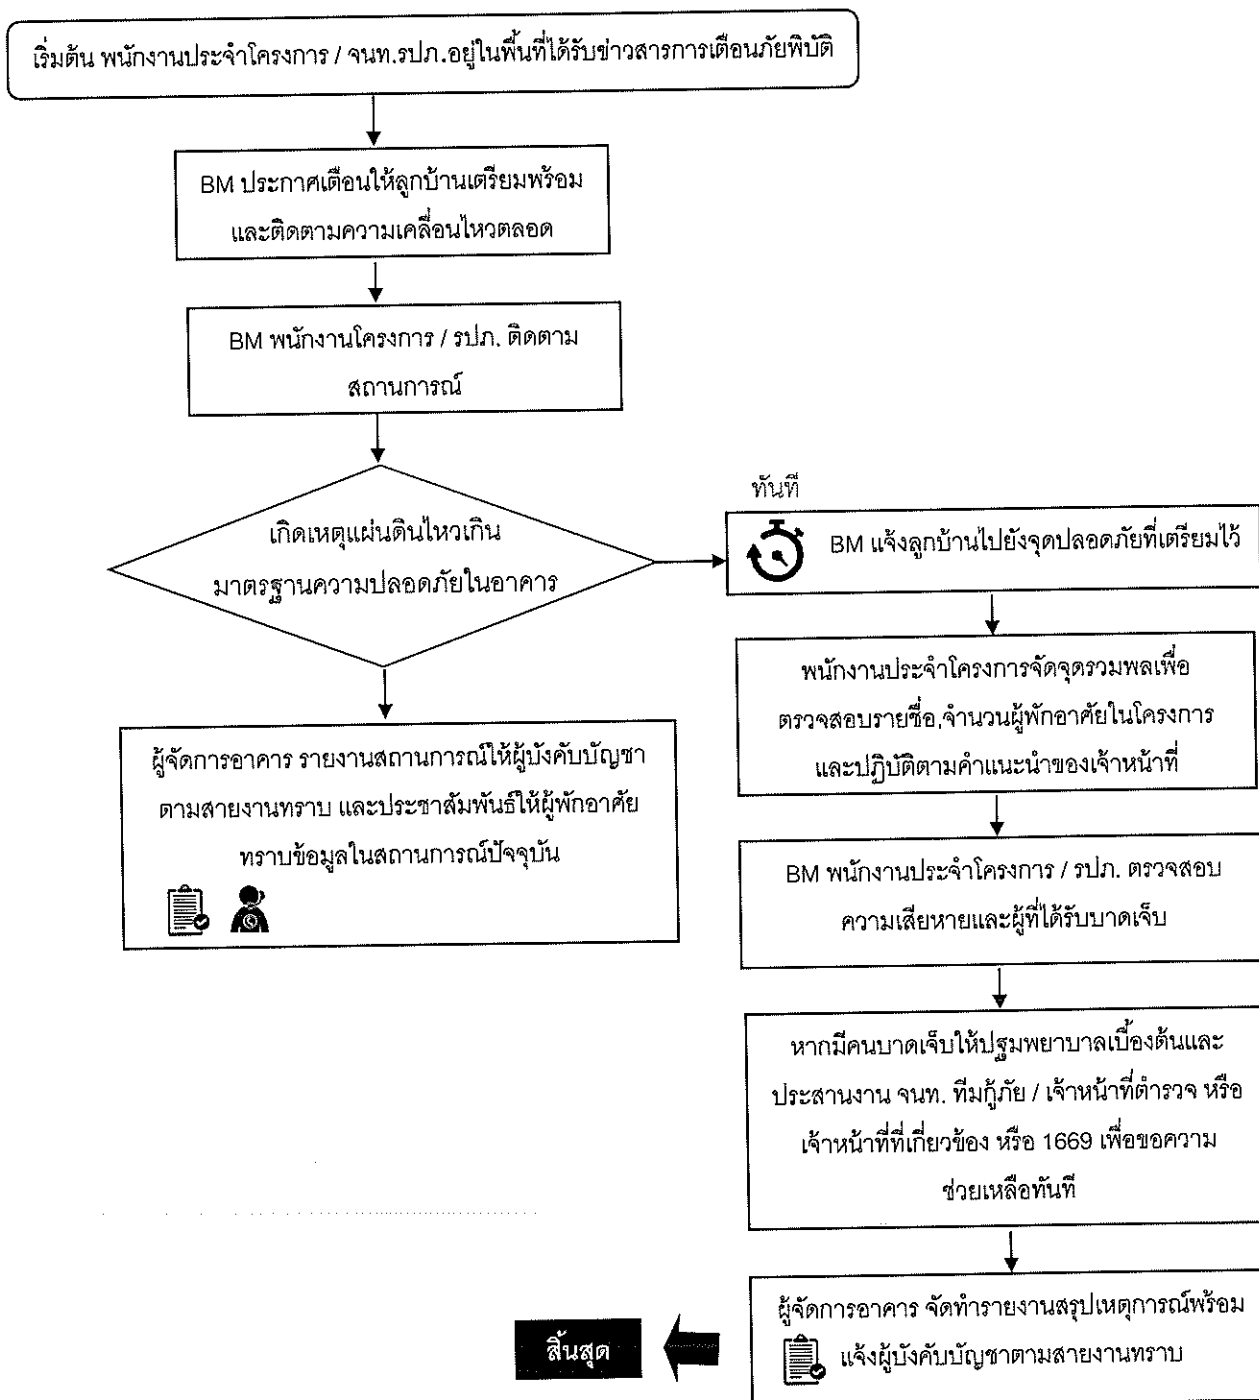 เริ่มต้น พนักงานประจำโครงการ / จนท.รปภ.อยู่ในพื้นที่ได้รับข่าวสารการเตือนภัยพิบัติ
BM ประกาศเตือนให้ลูกบ้านเตรียมพร้อม
และติดตามความเคลื่อนไหวตลอด
BM พนักงานโครงการ / รปภ. ติดตาม
สถานการณ์
เกิดเหตุแผ่นดินไหวเกิน
มาตรฐานความปลอดภัยในอาคาร
ผู้จัดการอาคาร รายงานสถานการณ์ให้ผู้บังคับบัญชา
ตามสายงานทราบ และประชาสัมพันธ์ให้ผู้พักอาศัย
ทราบข้อมูลในสถานการณ์ปัจจุบัน
ทันที
BM แจ้งลูกบ้านไปยังจุดปลอดภัยที่เตรียมไว้
พนักงานประจำโครงการจัดจุดรวมพลเพื่อ
ตรวจสอบรายชื่อ,จำนวนผู้พักอาศัยในโครงการ
และปฏิบัติตามคำแนะนำของเจ้าหน้าที่
BM พนักงานประจำโครงการ / รปภ. ตรวจสอบ
ความเสียหายและผู้ที่ได้รับบาดเจ็บ
หากมีคนบาดเจ็บให้ปฐมพยาบาลเบื้องต้นและ
ประสานงาน จนท. ทีมกู้ภัย / เจ้าหน้าที่ตำรวจ หรือ
เจ้าหน้าที่ที่เกี่ยวข้อง หรือ 1669 เพื่อขอความ
ช่วยเหลือทันที
ผู้จัดการอาคาร จัดทำรายงานสรุปเหตุการณ์พร้อม
แจ้งผู้บังคับบัญชาตามสายงานทราบ
สิ้นสุด